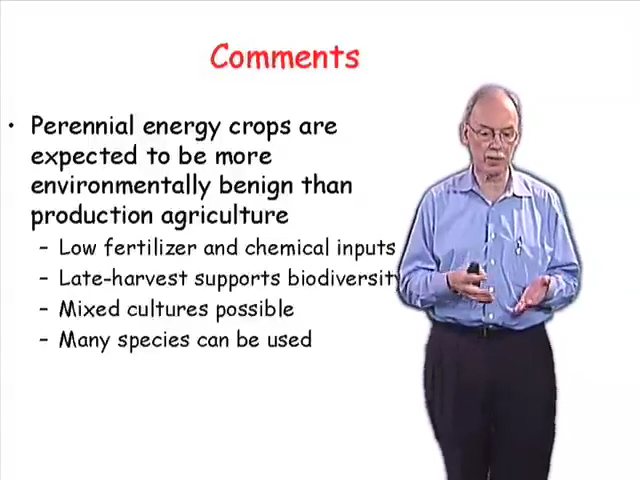 Comments
• Perennial energy crops are
expected to be more
environmentally benign than
production agriculture
– Low fertilizer and chemical inputs
– Late-harvest supports biodiversity
– Mixed cultures possible
– Many species can be used